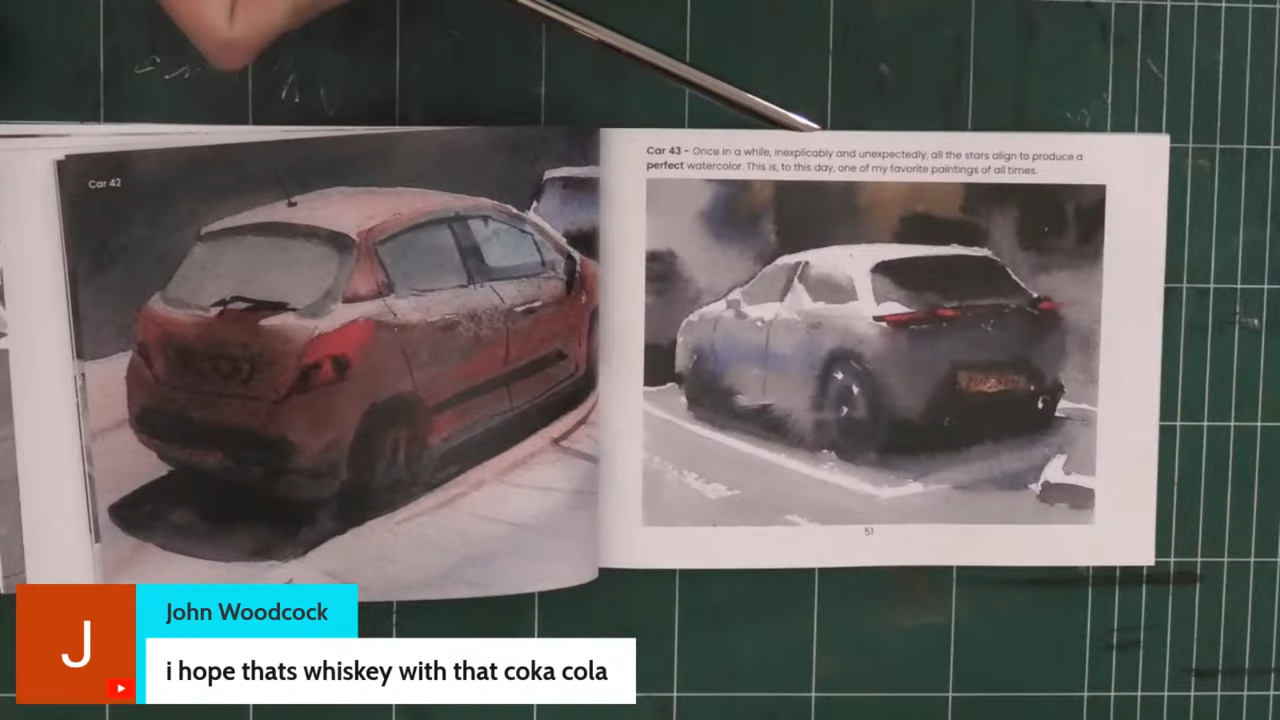 Car 42
Car 43 - Once in a while, inexplicably and unexpectedly, all the stars align to produce a
perfect watercolor. This is, to this day, one of my favorite paintings of all times.
51
J
John Woodcock
i hope thats whiskey with that coka cola